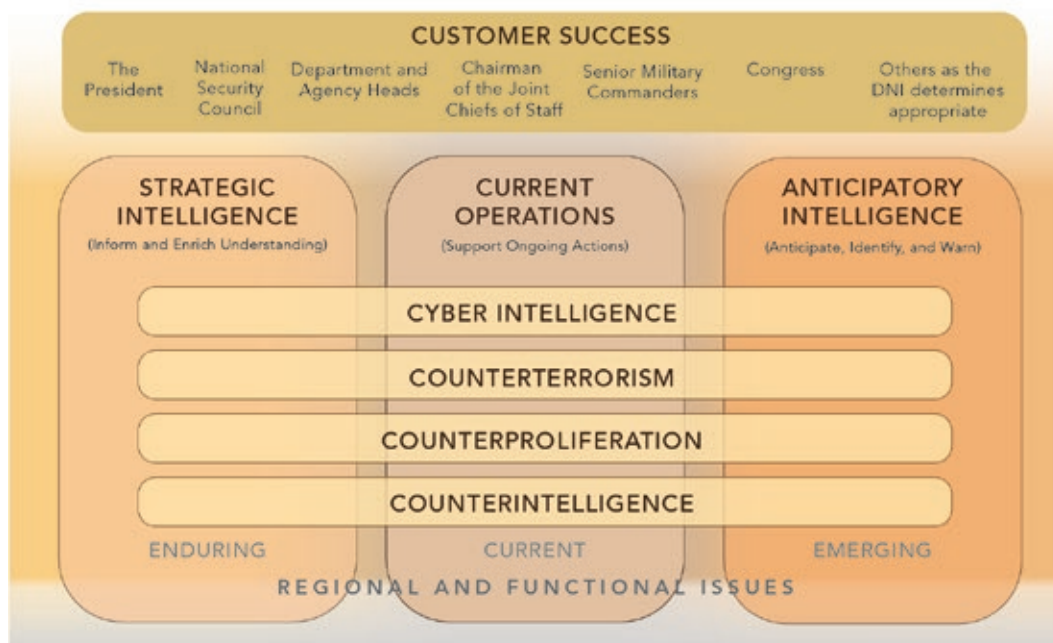 CUSTOMER SUCCESS
The
President
National
Security
Council
Department and
Agency Heads
Chairman
of the Joint
Chiefs of Staff
Senior Military
Commanders
Congress
Others as the
DNI determines
appropriate
STRATEGIC
INTELLIGENCE
(Inform and Enrich Understanding)
CURRENT
OPERATIONS
(Support Ongoing Actions)
ANTICIPATORY
INTELLIGENCE
(Anticipate, Identify, and Warn)
CYBER INTELLIGENCE
COUNTERTERRORISM
COUNTERPROLIFERATION
COUNTERINTELLIGENCE
ENDURING
CURRENT
EMERGING
REGIONAL AND FUNCTIONAL ISSUES